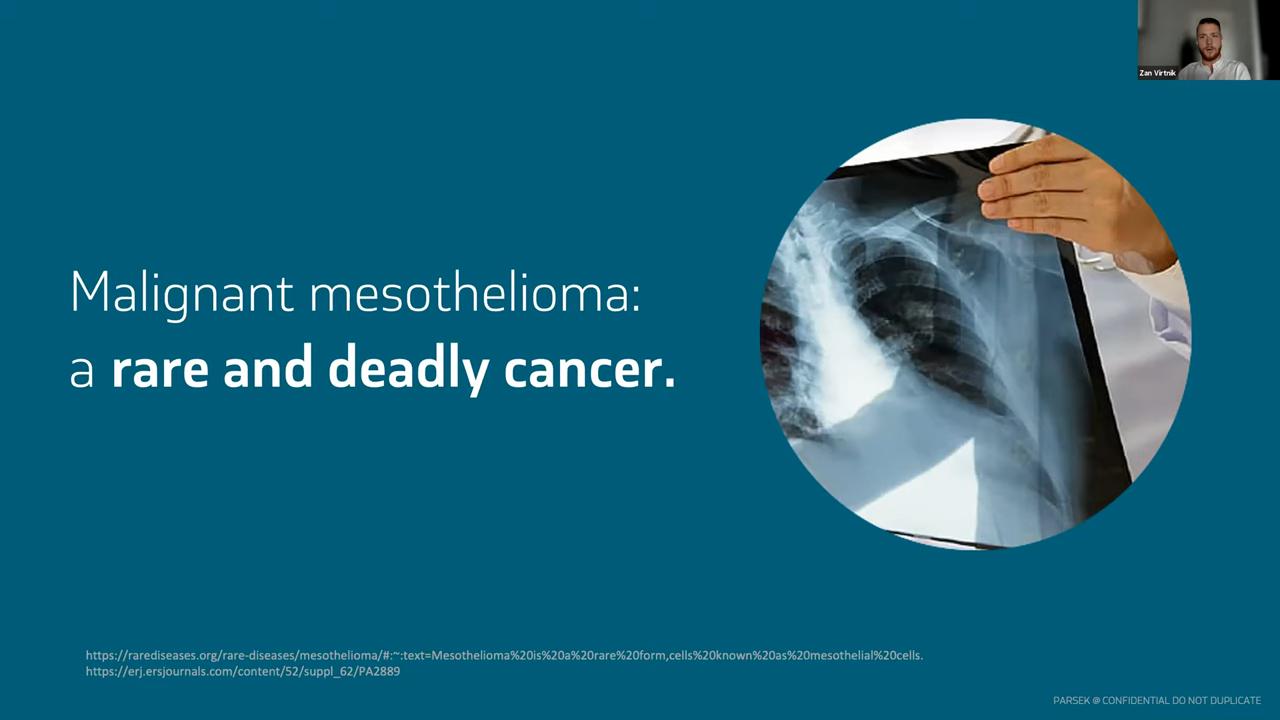 Zan Virtnik
Malignant mesothelioma:
a rare and deadly cancer.
https://rarediseases.org/rare-diseases/mesothelioma/#:~:text=Mesothelioma%20is%20a%20rare%20form,cells%20known%20as%20mesothelial%20cells.
https://erj.ersjournals.com/content/52/suppl_62/PA2889
PARSEK @ CONFIDENTIAL DO NOT DUPLICATE